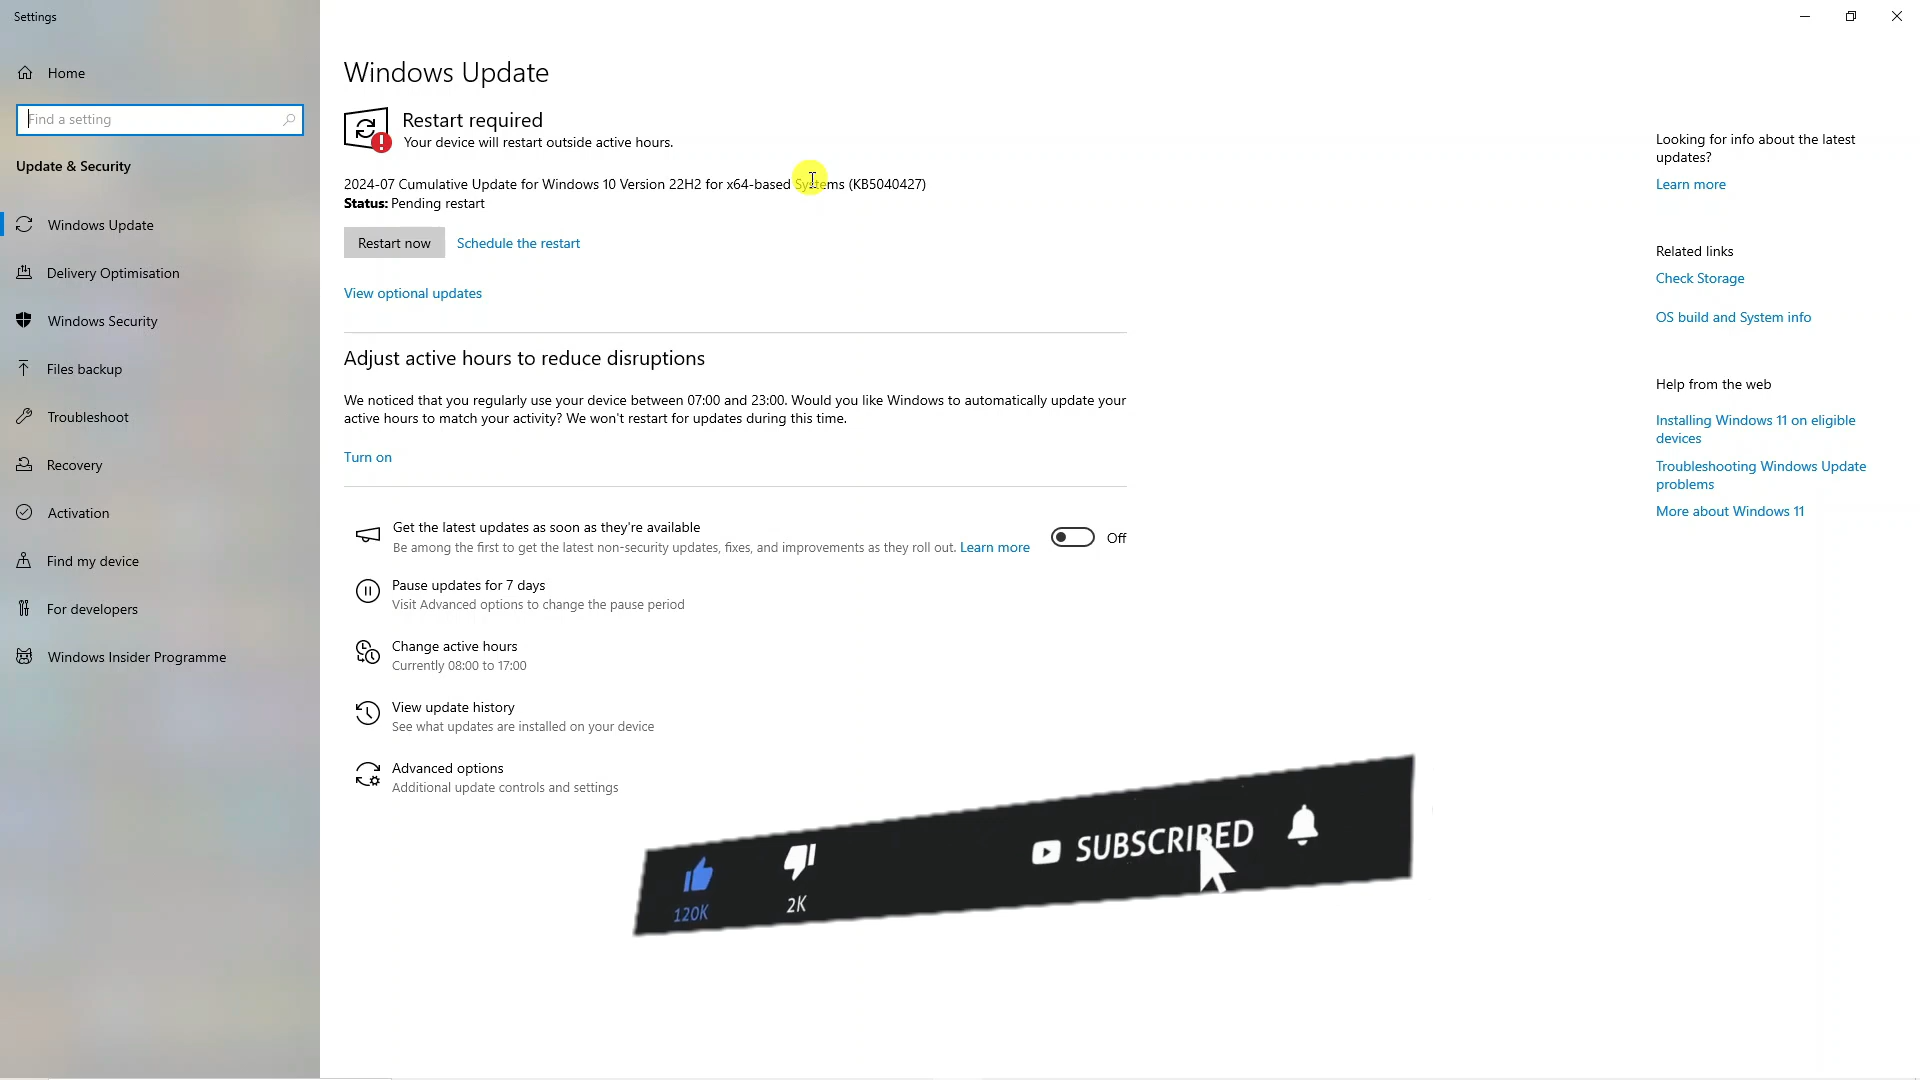 Settings
Home
Find a setting
Update & Security
Windows Update
Delivery Optimisation
Windows Security
Files backup
Troubleshoot
Recovery
Activation
Find my device
For developers
Windows Insider Programme
Windows Update
Restart required
Your device will restart outside active hours.
2024-07 Cumulative Update for Windows 10 Version 22H2 for x64-based Systems (KB5040427)
Status: Pending restart
Restart now
Schedule the restart
View optional updates
Adjust active hours to reduce disruptions
We noticed that you regularly use your device between 07:00 and 23:00. Would you like Windows to automatically update your
active hours to match your activity? We won't restart for updates during this time.
Turn on
Get the latest updates as soon as they're available
Be among the first to get the latest non-security updates, fixes, and improvements as they roll out. Learn more
Off
Pause updates for 7 days
Visit Advanced options to change the pause period
Change active hours
Currently 08:00 to 17:00
View update history
See what updates are installed on your device
Advanced options
Additional update controls and settings
Looking for info about the latest
updates?
Learn more
Related links
Check Storage
OS build and System info
Help from the web
Installing Windows 11 on eligible
devices
Troubleshooting Windows Update
problems
More about Windows 11
120K
2K
SUBSCRIBED